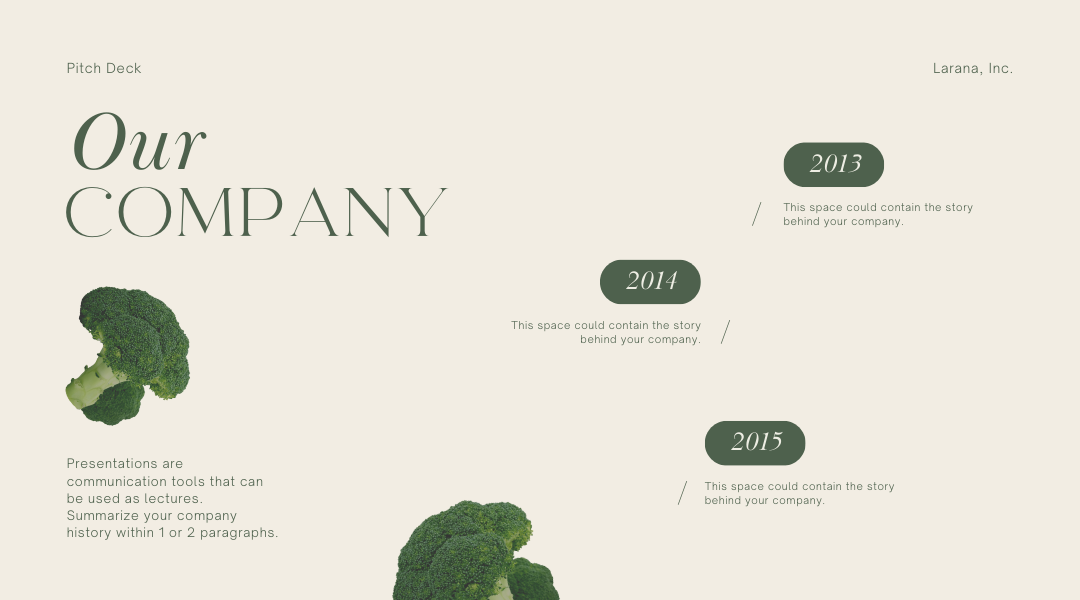 Pitch Deck
Larana, Inc.
Our
COMPANY
2013
/ This space could contain the story
behind your company.
2014
This space could contain the story /
behind your company.
2015
/ This space could contain the story
behind your company.
Presentations are
communication tools that can
be used as lectures.
Summarize your company
history within 1 or 2 paragraphs.